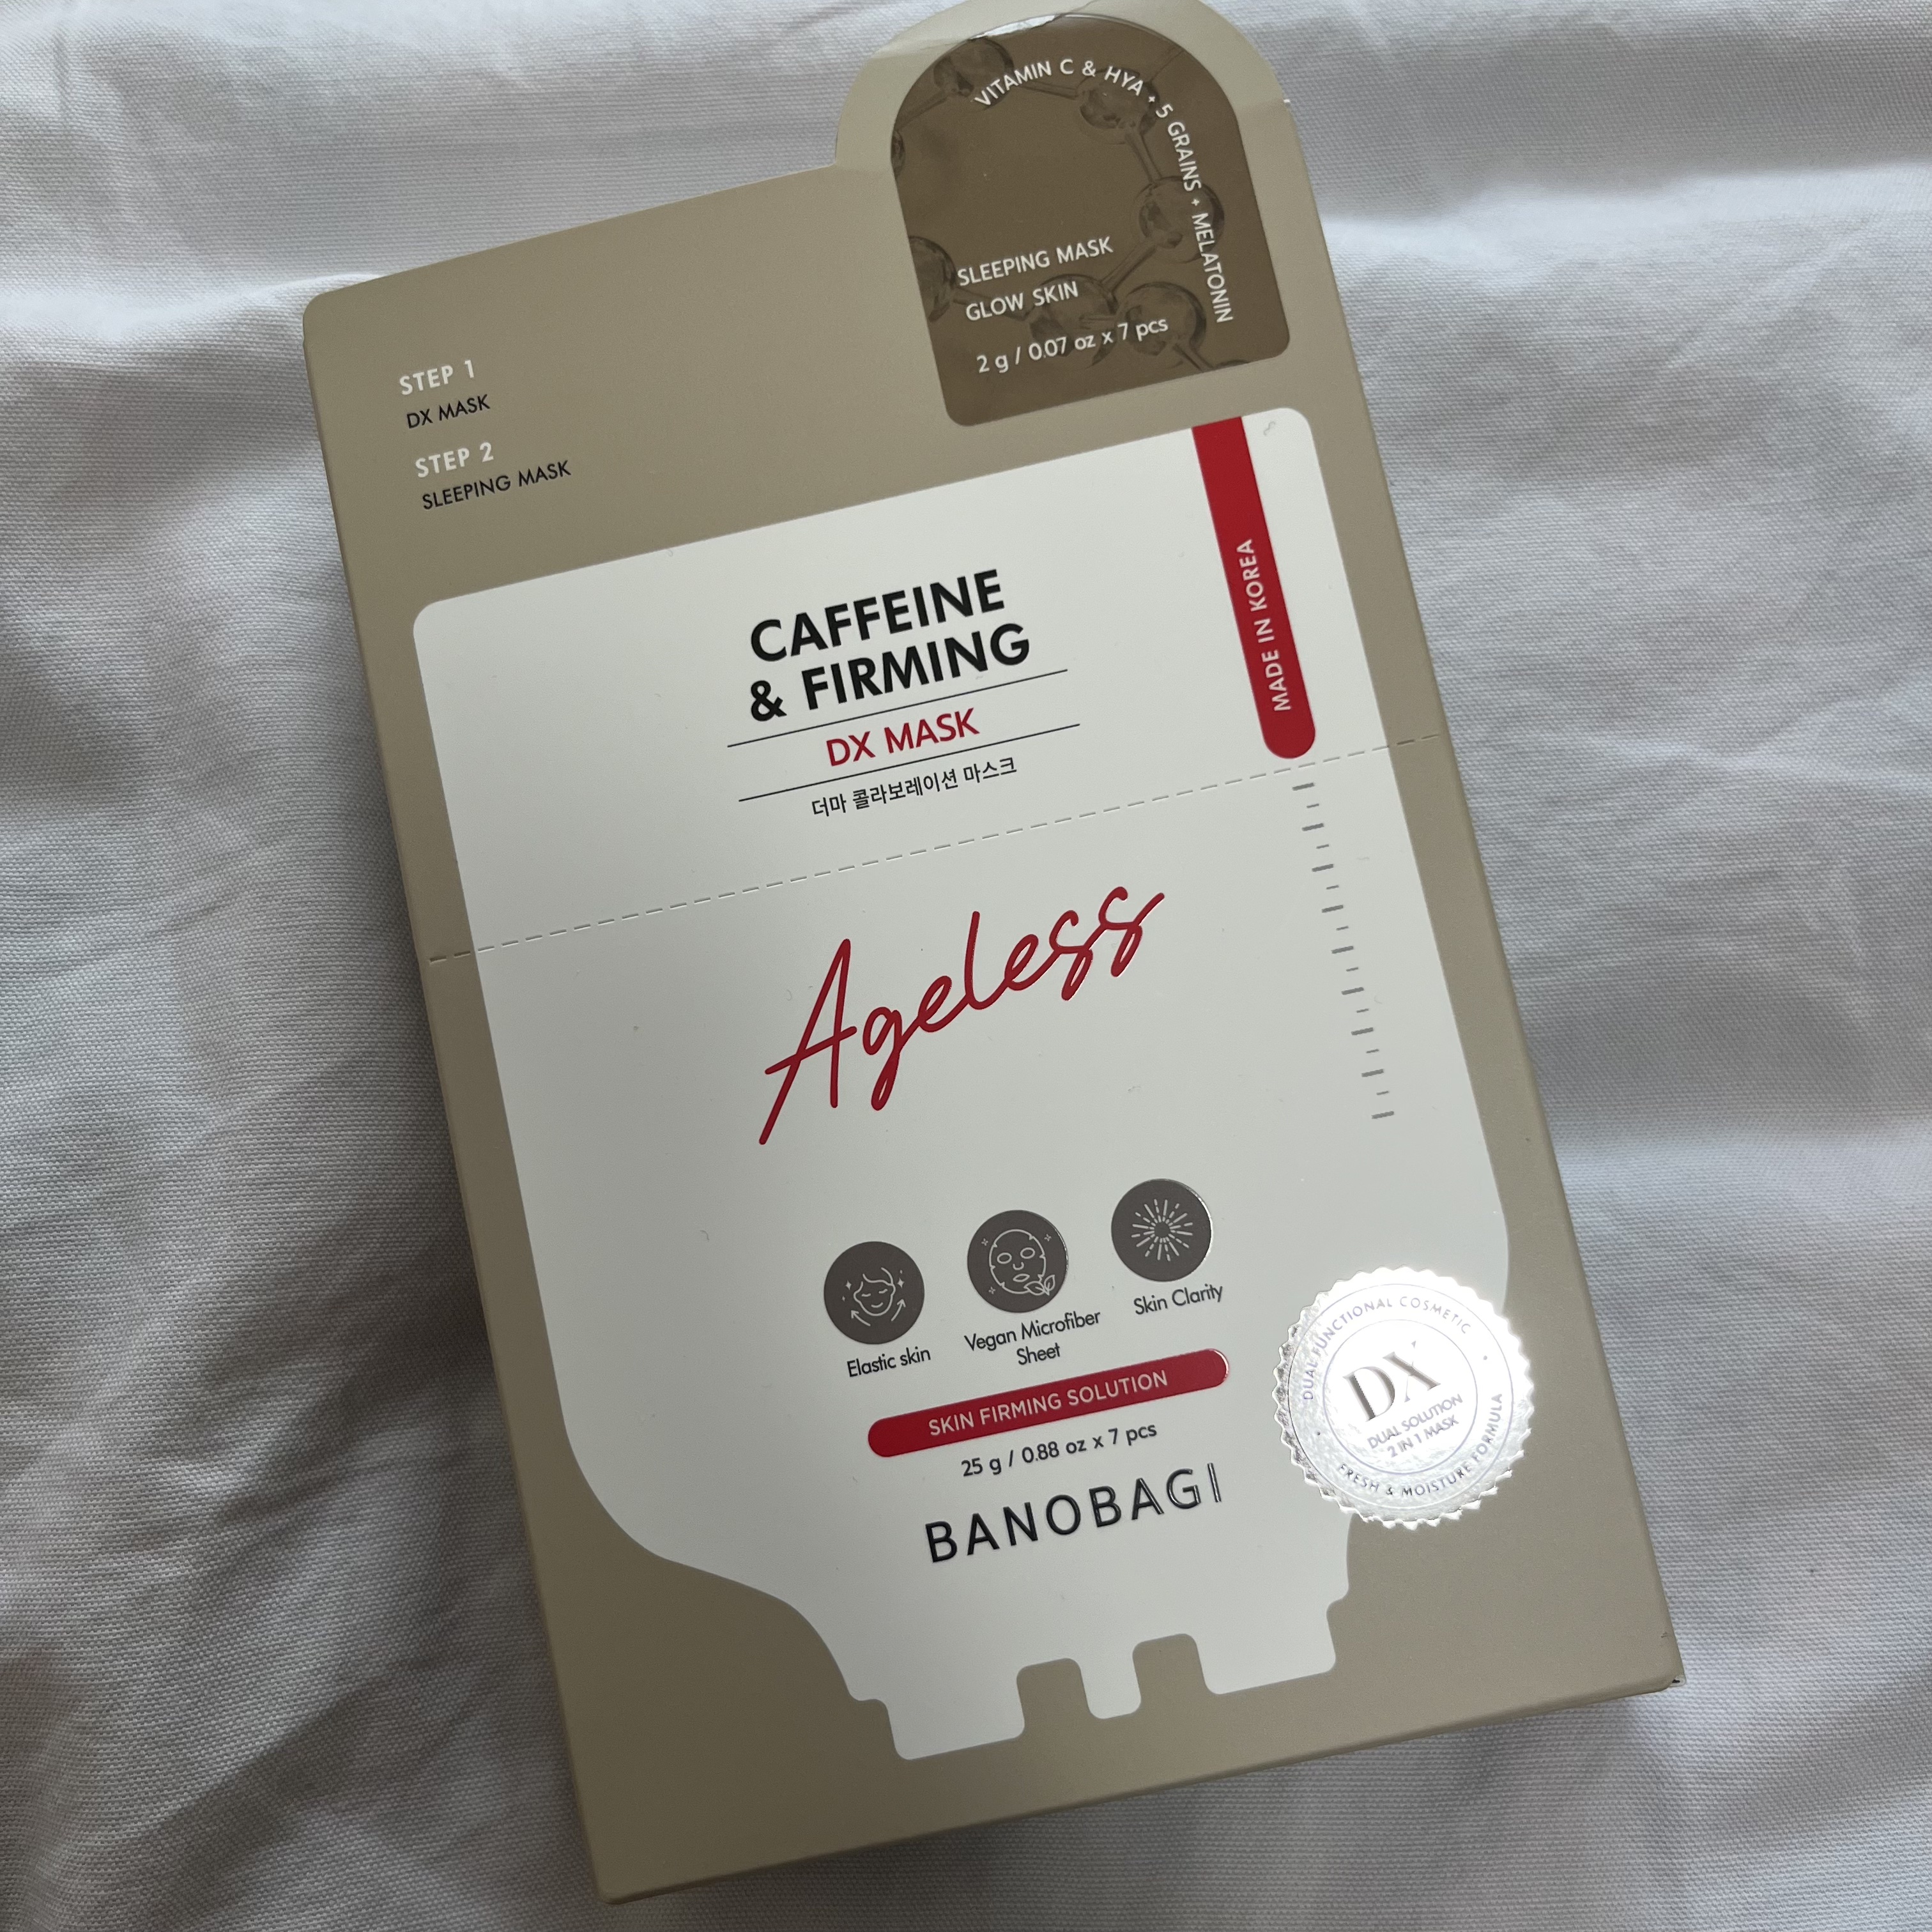 VITAMIN C & HYA + 5 GRAINS + MELATONIN
SLEEPING MASK
GLOW SKIN
2 g / 0.07 oz x 7 pcs
STEP 1
DX MASK
STEP 2
SLEEPING MASK
MADE IN KOREA
CAFFEINE
& FIRMING
DX MASK
더마 콜라보레이션 마스크
Ageless
Elastic skin
Vegan Microfiber
Sheet
Skin Clarity
SKIN FIRMING SOLUTION
25 g / 0.88 oz x 7 pcs
BANOBAGI
DUAL FUNCTIONAL COSMETIC
DX
DUAL SOLUTION
2 IN 1 MASK
FRESH & MOISTURE FORMULA